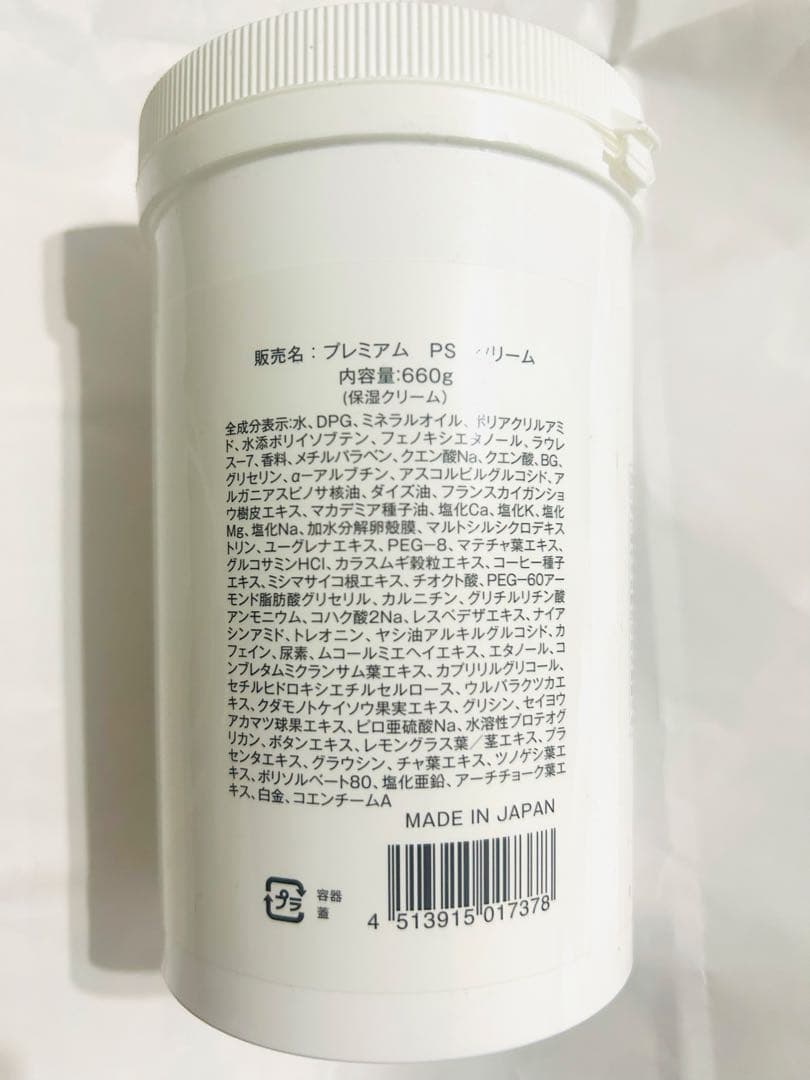 販売名：プレミアム　PS　クリーム
内容量:660g
(保湿クリーム)
全成分表示:水、DPG、ミネラルオイル、ポリアクリルアミ
ド、水添ポリイソブテン、フェノキシエタノール、ラウレ
ス−7、香料、メチルパラベン、クエン酸Na、クエン酸、BG、
グリセリン、α−アルブチン、アスコルビルグルコシド、ア
ルガニアスピノサ核油、ダイズ油、フランスカイガンショ
ウ樹皮エキス、マカデミア種子油、塩化Ca、塩化K、塩化
Mg、塩化Na、加水分解卵殻膜、マルトシルシクロデキス
トリン、ユーグレナエキス、PEG−8、マテチャ葉エキス、
グルコサミンHCl、カラスムギ穀粒エキス、コーヒー種子
エキス、ミシマサイコ根エキス、チオクト酸、PEG−60アー
モンド脂肪酸グリセリル、カルニチン、グリチルリチン酸
アンモニウム、コハク酸2Na、レスベデザエキス、ナイア
シンアミド、トレオニン、ヤシ油アルキルグルコシド、カ
フェイン、尿素、ムコールミエヘイエキス、エタノール、コ
ンブレタムミクランサム葉エキス、カプリリルグリコール、
セチルヒドロキシエチルセルロース、ウルバラクツカエ
キス、クダモノトケイソウ果実エキス、グリシン、セイヨウ
アカマツ球果エキス、ピロ亜硫酸Na、水溶性プロテオグ
リカン、ボタンエキス、レモングラス葉／茎エキス、プラ
センタエキス、グラウシン、チャ葉エキス、ツノゲシ葉エ
キス、ポリソルベート80、塩化亜鉛、アーチチョーク葉エ
キス、白金、コエンチームA
MADE IN JAPAN
プラ
容器
蓋
4 513915 017378